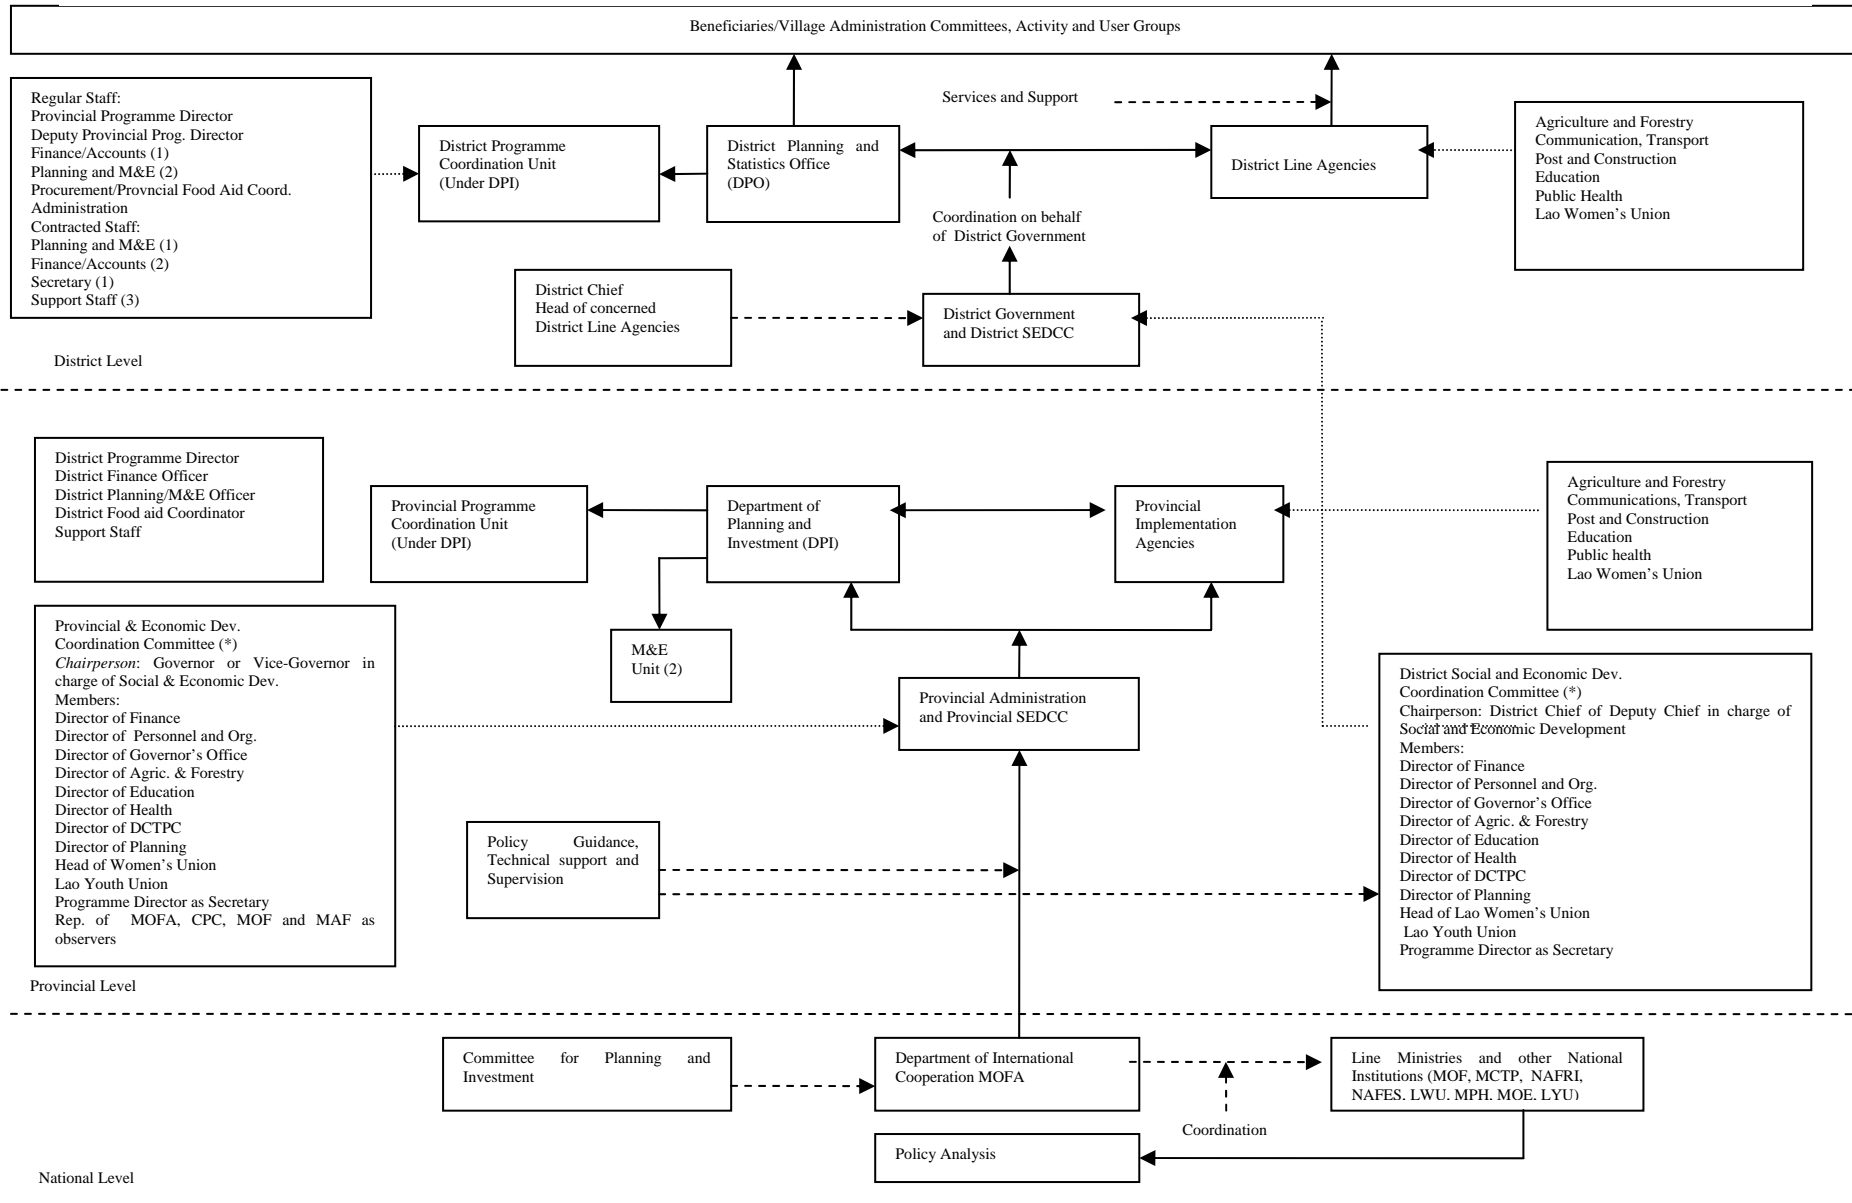 Beneficiaries/Village Administration Committees, Activity and User Groups
Regular Staff:
Provincial Programme Director
Deputy Provincial Prog. Director
Finance/Accounts (1)
Planning and M&E (2)
Procurement/Provncial Food Aid Coord.
Administration
Contracted Staff:
Planning and M&E (1)
Finance/Accounts (2)
Secretary (1)
Support Staff (3)
District Programme
Coordination Unit
(Under DPI)
District Planning and
Statistics Office
(DPO)
Services and Support
District Line Agencies
Agriculture and Forestry
Communication, Transport
Post and Construction
Education
Public Health
Lao Women's Union
Coordination on behalf
of District Government
District Chief
Head of concerned
District Line Agencies
District Government
and District SEDCC
District Level
District Programme Director
District Finance Officer
District Planning/M&E Officer
District Food aid Coordinator
Support Staff
Provincial Programme
Coordination Unit
(Under DPI)
Department of
Planning and
Investment (DPI)
Provincial
Implementation
Agencies
Agriculture and Forestry
Communications, Transport
Post and Construction
Education
Public health
Lao Women's Union
Provincial & Economic Dev.
Coordination Committee (*)
Chairperson: Governor or Vice-Governor in
charge of Social & Economic Dev.
Members:
Director of Finance
Director of Personnel and Org.
Director of Governor's Office
Director of Agric. & Forestry
Director of Education
Director of Health
Director of DCTPC
Director of Planning
Head of Women's Union
Lao Youth Union
Programme Director as Secretary
Rep. of MOFA, CPC, MOF and MAF as
observers
M&E
Unit (2)
Provincial Administration
and Provincial SEDCC
District Social and Economic Dev.
Coordination Committee (*)
Chairperson: District Chief of Deputy Chief in charge of
Social and Economic Development
Members:
Director of Finance
Director of Personnel and Org.
Director of Governor's Office
Director of Agric. & Forestry
Director of Education
Director of Health
Director of DCTPC
Director of Planning
Head of Lao Women's Union
Lao Youth Union
Programme Director as Secretary
Policy Guidance,
Technical support and
Supervision
Provincial Level
Committee for Planning and
Investment
Department of International
Cooperation MOFA
Line Ministries and other National
Institutions (MOF, MCTP, NAFRI,
NAFES, LWU, MPH, MOE, LYU)
Coordination
Policy Analysis
National Level